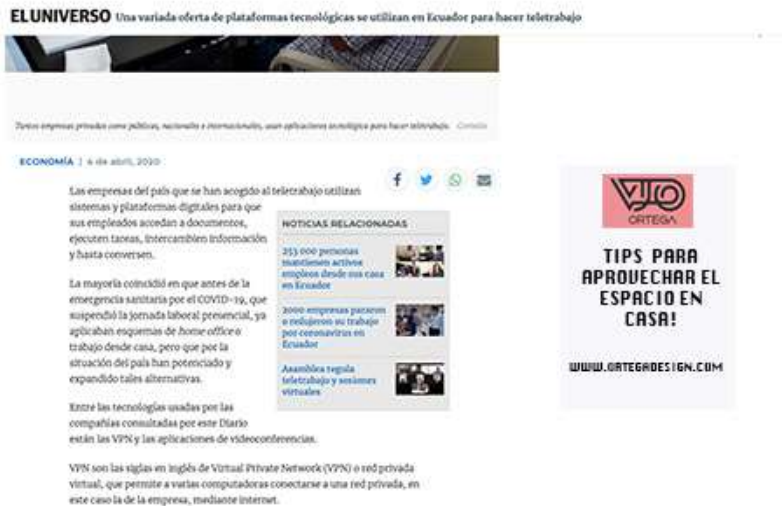 EL UNIVERSO Una variada oferta de plataformas tecnológicas se utilizan en Ecuador para hacer teletrabajo
Tantas empresas privadas como públicas, nacionales e internacionales, usan aplicaciones tecnológica para hacer teletrabajo.
ECONOMÍA | 4 de abril, 2020
Las empresas del país que se han acogido al teletrabajo utilizan
sistemas y plataformas digitales para que
sus empleados accedan a documentos,
ejecuten tareas, intercambien información
y hasta conversen.
La mayoría coincidió en que antes de la
emergencia sanitaria por el COVID-19, que
suspendió la jornada laboral presencial, ya
aplicaban esquemas de home office o
trabajo desde casa, pero que por la
situación del país han potenciado y
expandido tales alternativas.
Entre las tecnologías usadas por las
compañías consultadas por este Diario
están las VPN y las aplicaciones de videoconferencias.
VPN son las siglas en inglés de Virtual Private Network (VPN) o red privada
virtual, que permite a varias computadoras conectarse a una red privada, en
este caso la de la empresa, mediante internet.
NOTICIAS RELACIONADAS
253 000 personas
mantienen activos
empleos desde sus casa
en Ecuador
2000 empresas pararon
o redujeron su trabajo
por coronavirus en
Ecuador
Asamblea regula
teletrabajo y sesiones
virtuales
VJO
ORTEGA
TIPS PARA
APROVECHAR EL
ESPACIO EN
CASA!
WWW.ORTEGADESIGN.COM